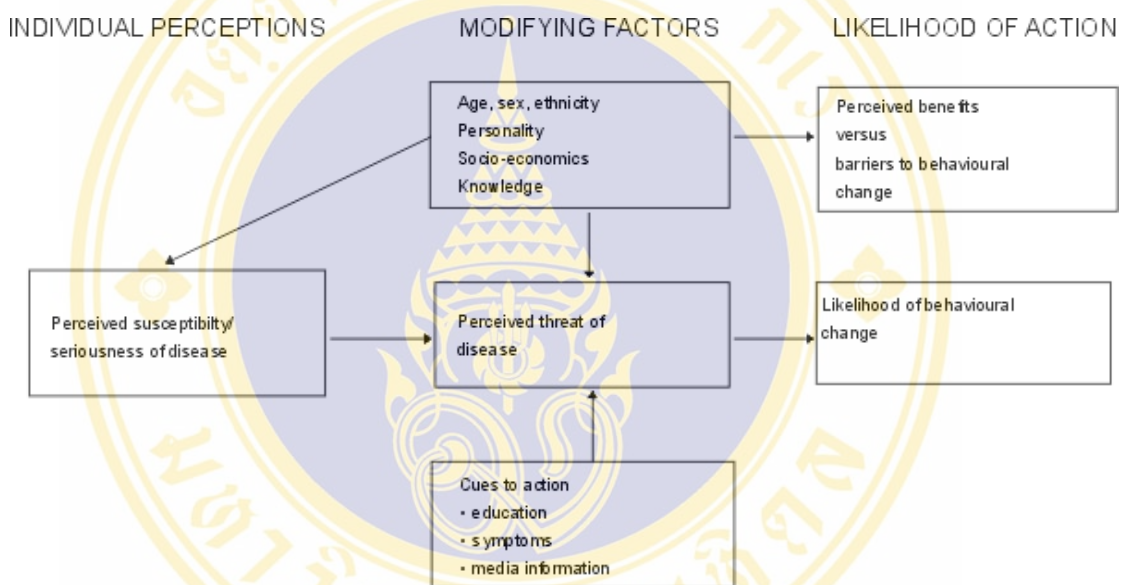 INDIVIDUAL PERCEPTIONS
MODIFYING FACTORS
LIKELIHOOD OF ACTION
Age, sex, ethnicity
Personality
Socio-economics
Knowledge
Perceived benefits
versus
barriers to behavioural
change
Perceived susceptibilty/
seriousness of disease
Perceived threat of
disease
Likelihood of behavioural
change
Cues to action
• education
• symptoms
• media information